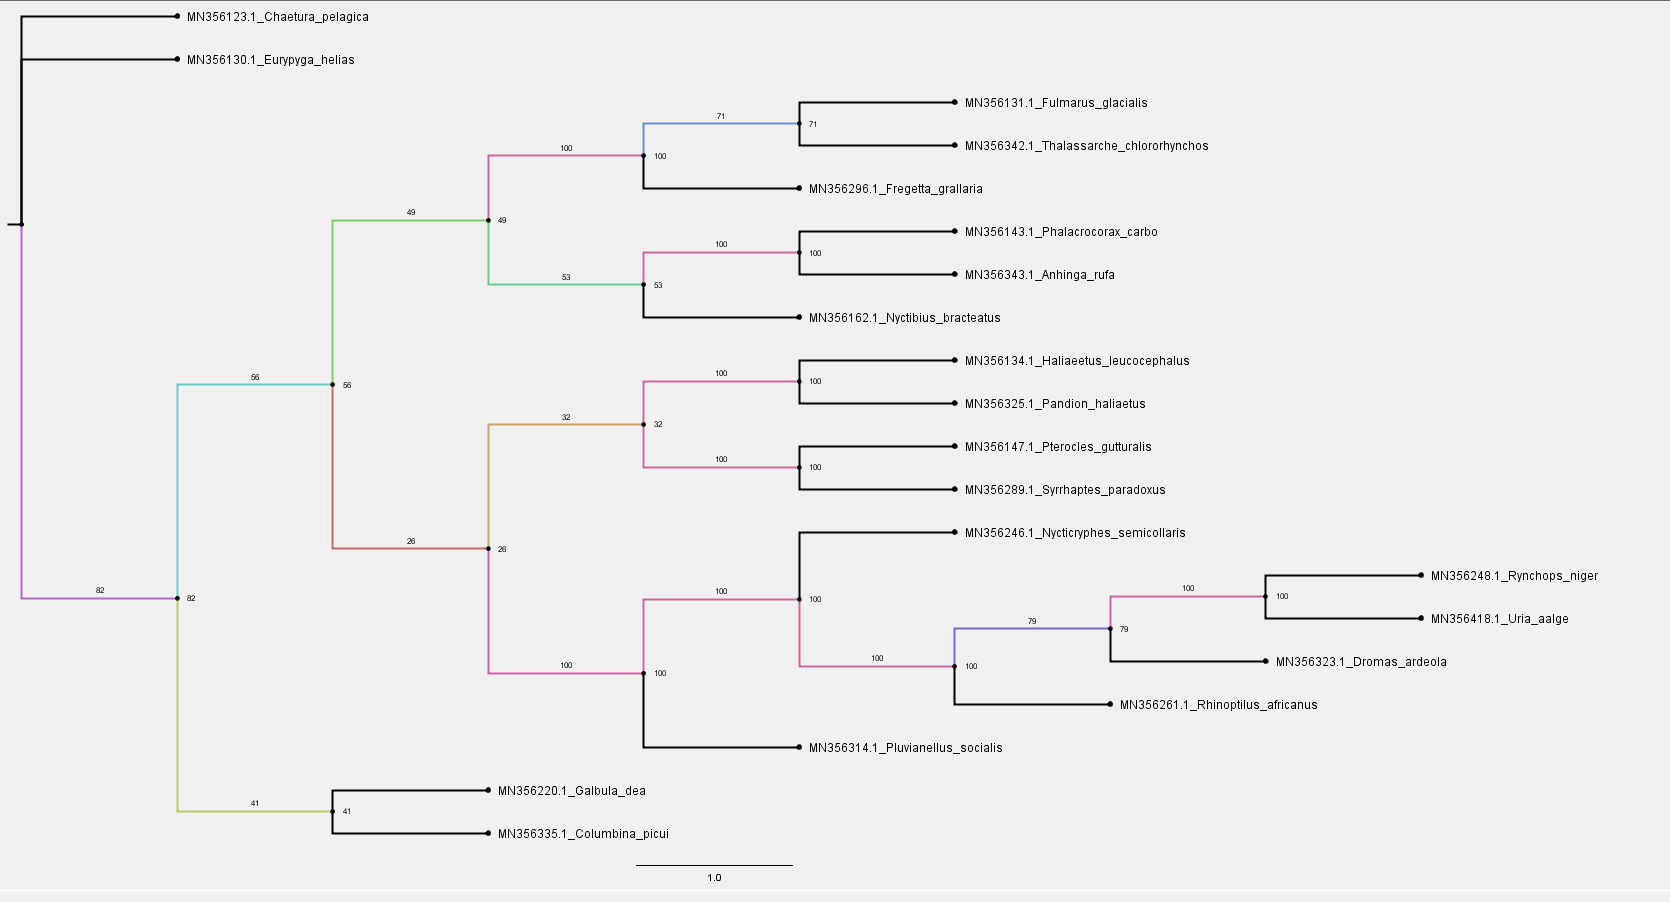 MN356123.1_Chaetura_pelagica
MN356130.1_Eurypyga_helias
MN356131.1_Fulmarus_glacialis
71
71
MN356342.1_Thalassarche_chlororhynchos
100
100
MN356296.1_Fregetta_grallaria
49
49
MN356143.1_Phalacrocorax_carbo
100
100
MN356343.1_Anhinga_rufa
53
53
MN356162.1_Nyctibius_bracteatus
56
56
MN356134.1_Haliaeetus_leucocephalus
100
100
MN356325.1_Pandion_haliaetus
32
32
MN356147.1_Pterocles_gutturalis
100
100
MN356289.1_Syrrhaptes_paradoxus
26
26
MN356246.1_Nycticryphes_semicollaris
100
100
MN356248.1_Rynchops_niger
100
100
MN356418.1_Uria_aalge
82
82
79
79
MN356323.1_Dromas_ardeola
100
100
MN356261.1_Rhinoptilus_africanus
100
100
MN356314.1_Pluvianellus_socialis
MN356220.1_Galbula_dea
41
41
MN356335.1_Columbina_picui
1.0